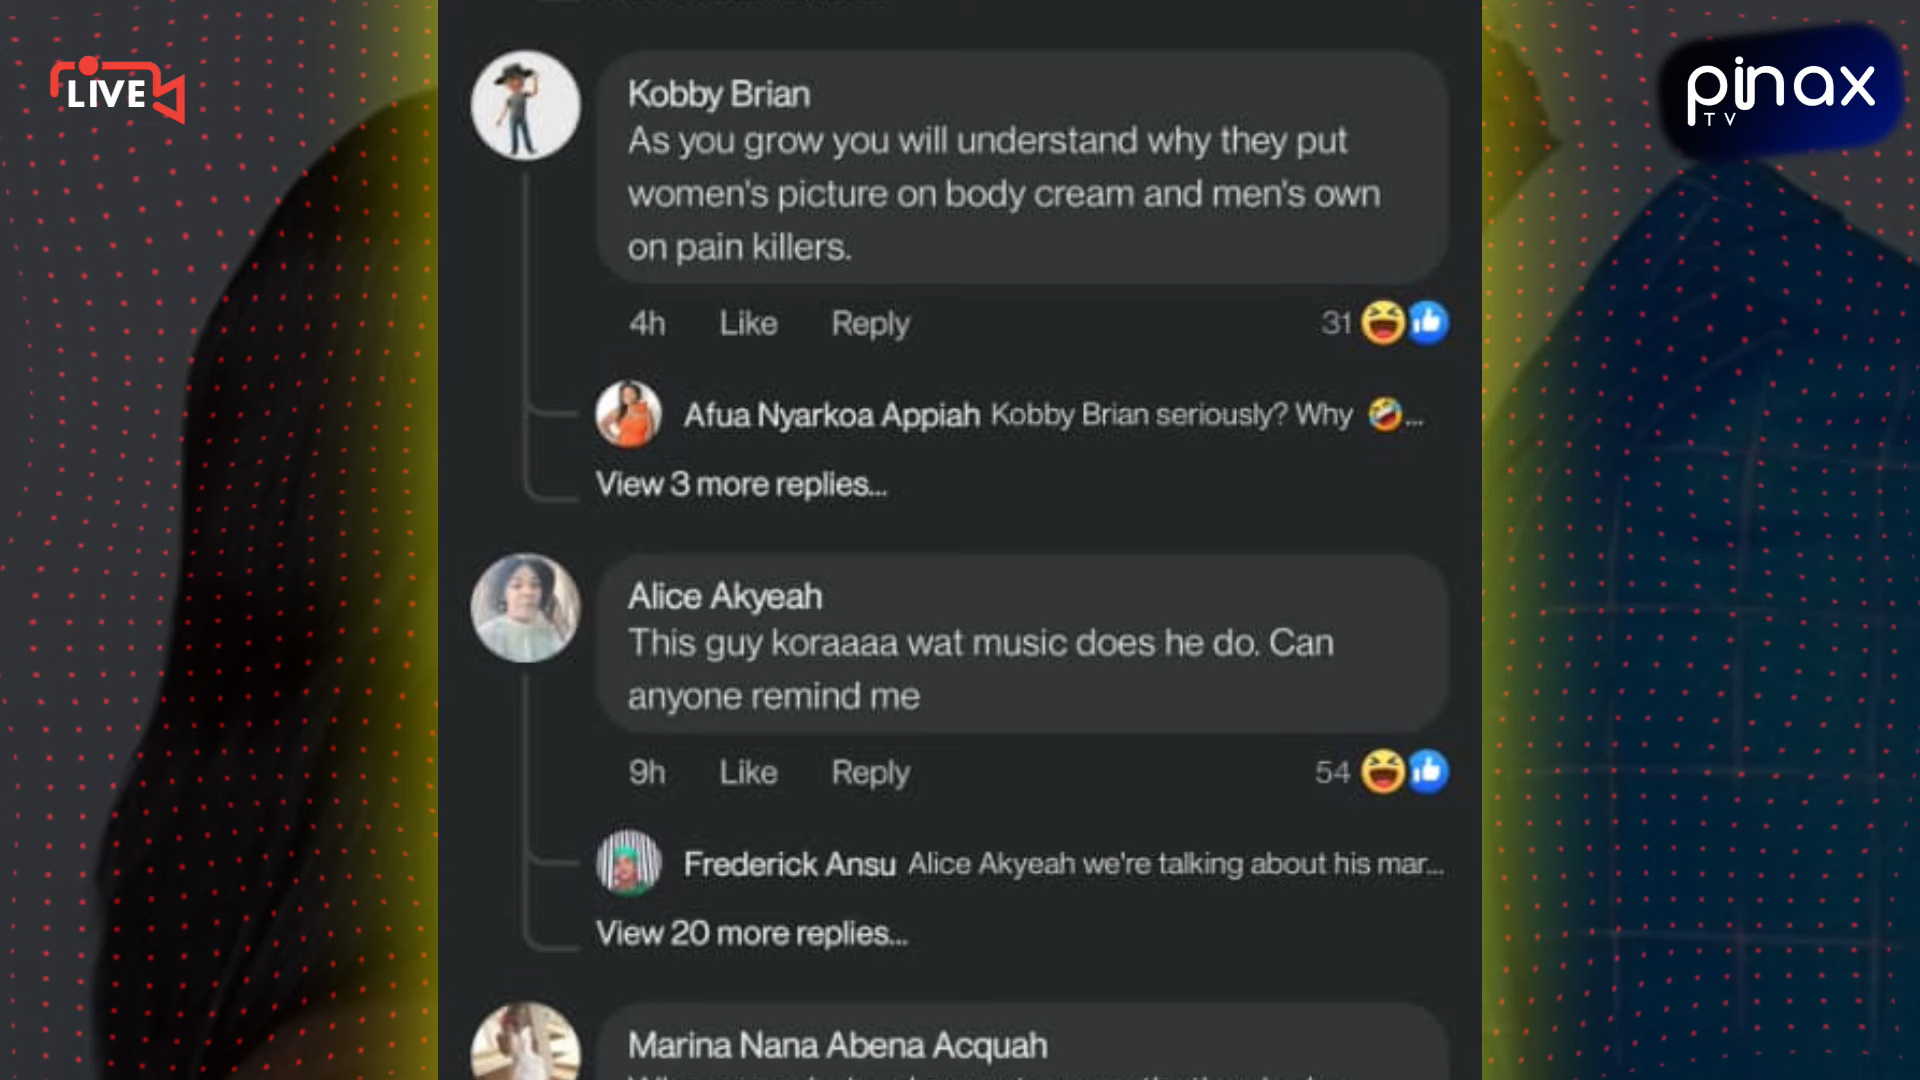 LIVE
pinax
TV
Kobby Brian
As you grow you will understand why they put
women's picture on body cream and men's own
on pain killers.
4h Like Reply 31
Afua Nyarkoa Appiah Kobby Brian seriously? Why 🤣...
View 3 more replies...
Alice Akyeah
This guy koraaaa wat music does he do. Can
anyone remind me
9h Like Reply 54
Frederick Ansu Alice Akyeah we're talking about his mar...
View 20 more replies...
Marina Nana Abena Acquah